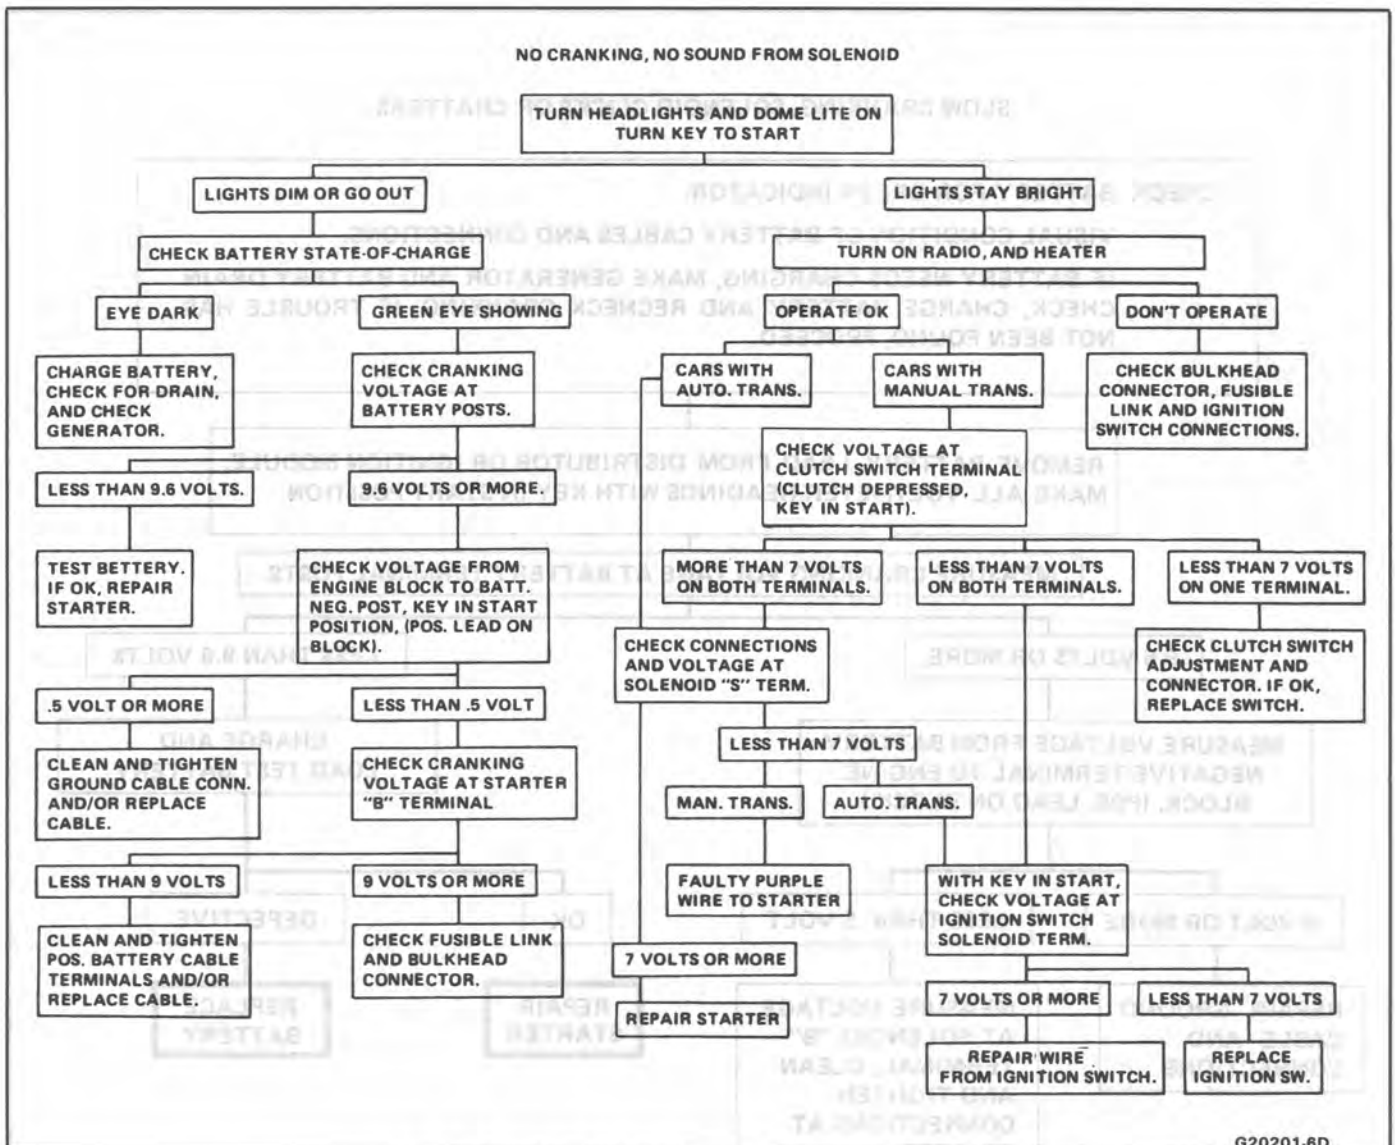 NO CRANKING, NO SOUND FROM SOLENOID
TURN HEADLIGHTS AND DOME LITE ON
TURN KEY TO START
LIGHTS DIM OR GO OUT
LIGHTS STAY BRIGHT
CHECK BATTERY STATE-OF-CHARGE
TURN ON RADIO, AND HEATER
EYE DARK
GREEN EYE SHOWING
OPERATE OK
DON'T OPERATE
CHARGE BATTERY,
CHECK FOR DRAIN,
AND CHECK
GENERATOR.
CHECK CRANKING
VOLTAGE AT
BATTERY POSTS.
CARS WITH
AUTO. TRANS.
CARS WITH
MANUAL TRANS.
CHECK BULKHEAD
CONNECTOR, FUSIBLE
LINK AND IGNITION
SWITCH CONNECTIONS.
CHECK VOLTAGE AT
CLUTCH SWITCH TERMINAL
(CLUTCH DEPRESSED,
KEY IN START).
LESS THAN 9.6 VOLTS.
9.6 VOLTS OR MORE
TEST BETTERY.
IF OK, REPAIR
STARTER.
CHECK VOLTAGE FROM
ENGINE BLOCK TO BATT.
NEG. POST, KEY IN START
POSITION, (POS. LEAD ON
BLOCK).
MORE THAN 7 VOLTS
ON BOTH TERMINALS.
LESS THAN 7 VOLTS
ON BOTH TERMINALS.
LESS THAN 7 VOLTS
ON ONE TERMINAL.
CHECK CONNECTIONS
AND VOLTAGE AT
SOLENOID "S" TERM.
CHECK CLUTCH SWITCH
ADJUSTMENT AND
CONNECTOR. IF OK,
REPLACE SWITCH.
.5 VOLT OR MORE
LESS THAN .5 VOLT
LESS THAN 7 VOLTS
CLEAN AND TIGHTEN
GROUND CABLE CONN.
AND/OR REPLACE
CABLE.
CHECK CRANKING
VOLTAGE AT STARTER
"B" TERMINAL
MAN. TRANS.
AUTO. TRANS.
LESS THAN 9 VOLTS
9 VOLTS OR MORE
FAULTY PURPLE
WIRE TO STARTER
WITH KEY IN START,
CHECK VOLTAGE AT
IGNITION SWITCH
SOLENOID TERM.
CLEAN AND TIGHTEN
POS. BATTERY CABLE
TERMINALS AND/OR
REPLACE CABLE.
CHECK FUSIBLE LINK
AND BULKHEAD
CONNECTOR.
7 VOLTS OR MORE
REPAIR STARTER
7 VOLTS OR MORE
LESS THAN 7 VOLTS
REPAIR WIRE
FROM IGNITION SWITCH.
REPLACE
IGNITION SW.
G20201-6D